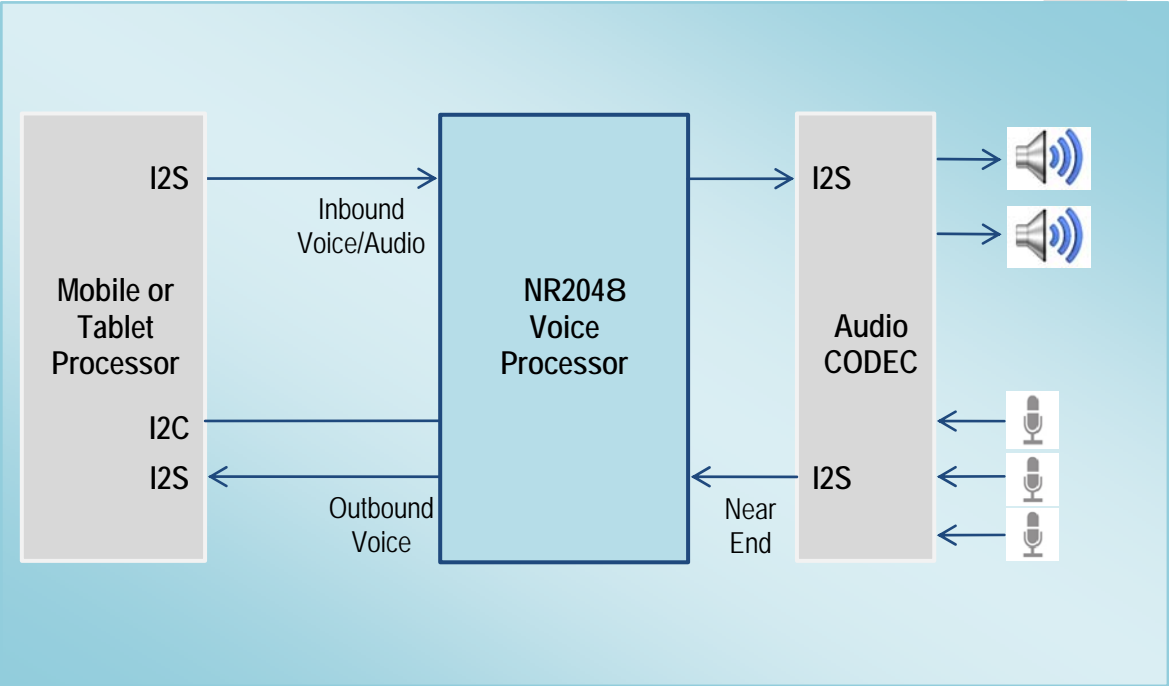 I2S
Inbound
Voice/Audio
Mobile or
Tablet
Processor
I2C
I2S
Outbound
Voice
NR2048
Voice
Processor
I2S
Audio
CODEC
I2S
Near
End